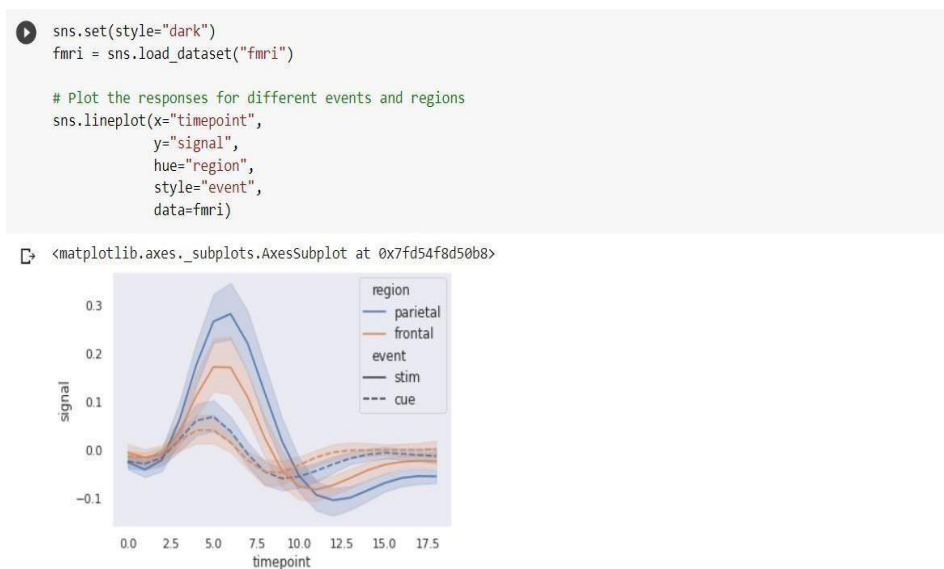 sns.set(style="dark")
fmri = sns.load_dataset("fmri")
# Plot the responses for different events and regions
sns.lineplot(x="timepoint",
y="signal",
hue="region",
style="event",
data=fmri)
<matplotlib.axes._subplots.AxesSubplot at 0x7fd54f8d50b8>
region
parietal
frontal
event
stim
cue
0.3
0.2
0.1
0.0
−0.1
signal
0.0 2.5 5.0 7.5 10.0 12.5 15.0 17.5
timepoint